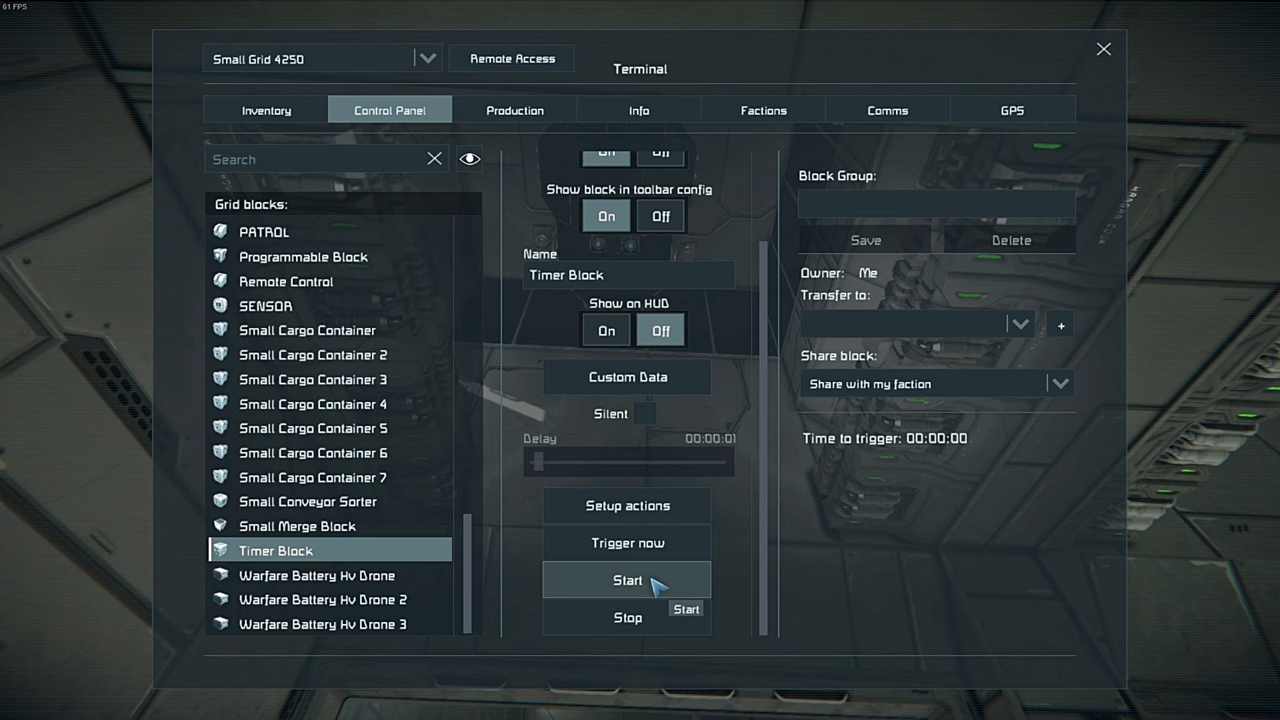 61 FPS
Small Grid 4250
Remote Access
Terminal
Inventory
Control Panel
Production
Info
Factions
Comms
GPS
Search
Grid blocks:
PATROL
Programmable Block
Remote Control
SENSOR
Small Cargo Container
Small Cargo Container 2
Small Cargo Container 3
Small Cargo Container 4
Small Cargo Container 5
Small Cargo Container 6
Small Cargo Container 7
Small Conveyor Sorter
Small Merge Block
Timer Block
Warfare Battery Hv Drone
Warfare Battery Hv Drone 2
Warfare Battery Hv Drone 3
On Off
Show block in toolbar config
On Off
Name
Timer Block
Show on HUD
On Off
Custom Data
Silent
Delay 00:00:01
Setup actions
Trigger now
Start
Start
Stop
Block Group:
Save Delete
Owner: Me
Transfer to:
+
Share block:
Share with my faction
Time to trigger: 00:00:00